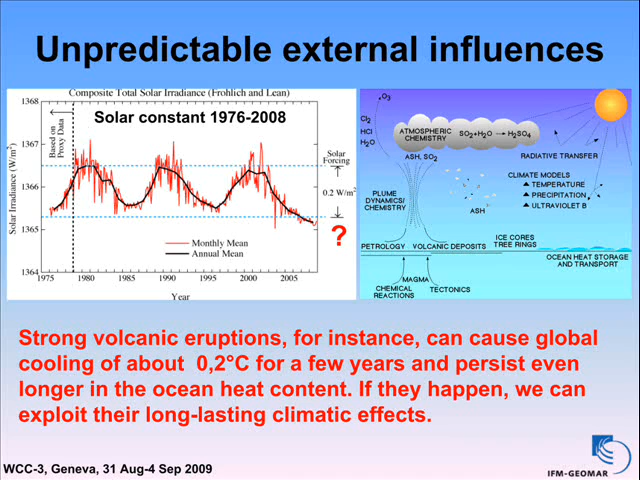 Unpredictable external influences
Composite Total Solar Irradiance (Frohlich and Lean)
Solar constant 1976-2008
Based on
Proxy Data
Solar Irradiance (W/m²)
1368
1367
1366
1365
1364
1975
1980
1985
1990
1995
2000
2005
Year
Monthly Mean
Annual Mean
Solar
Forcing
0.2 W/m²
?
O₃
Cl₂
HCl
H₂O
ATMOSPHERIC
CHEMISTRY
SO₂+H₂O → H₂SO₄
ASH, SO₂
RADIATIVE TRANSFER
CLIMATE MODELS
▲ TEMPERATURE
▲ PRECIPITATION
▲ ULTRAVIOLET B
PLUME
DYNAMICS/
CHEMISTRY
ASH
ICE CORES
TREE RINGS
PETROLOGY
VOLCANIC DEPOSITS
OCEAN HEAT STORAGE
AND TRANSPORT
MAGMA
CHEMICAL
REACTIONS
TECTONICS
Strong volcanic eruptions, for instance, can cause global
cooling of about 0,2°C for a few years and persist even
longer in the ocean heat content. If they happen, we can
exploit their long-lasting climatic effects.
WCC-3, Geneva, 31 Aug-4 Sep 2009
IFM-GEOMAR